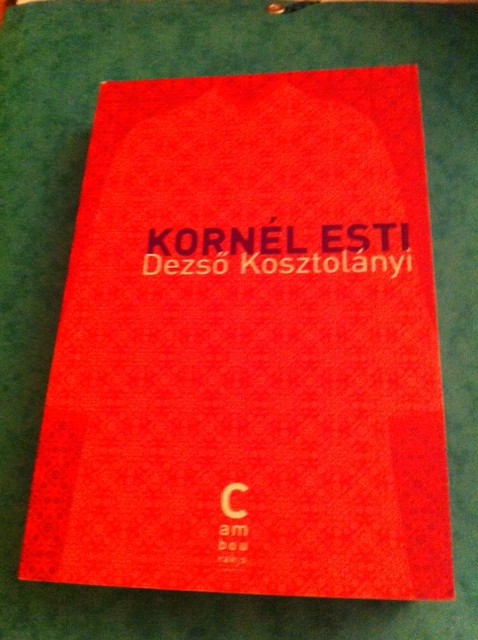 KORNÉL ESTI
Dezső Kosztolányi
C
am
bou
rakis